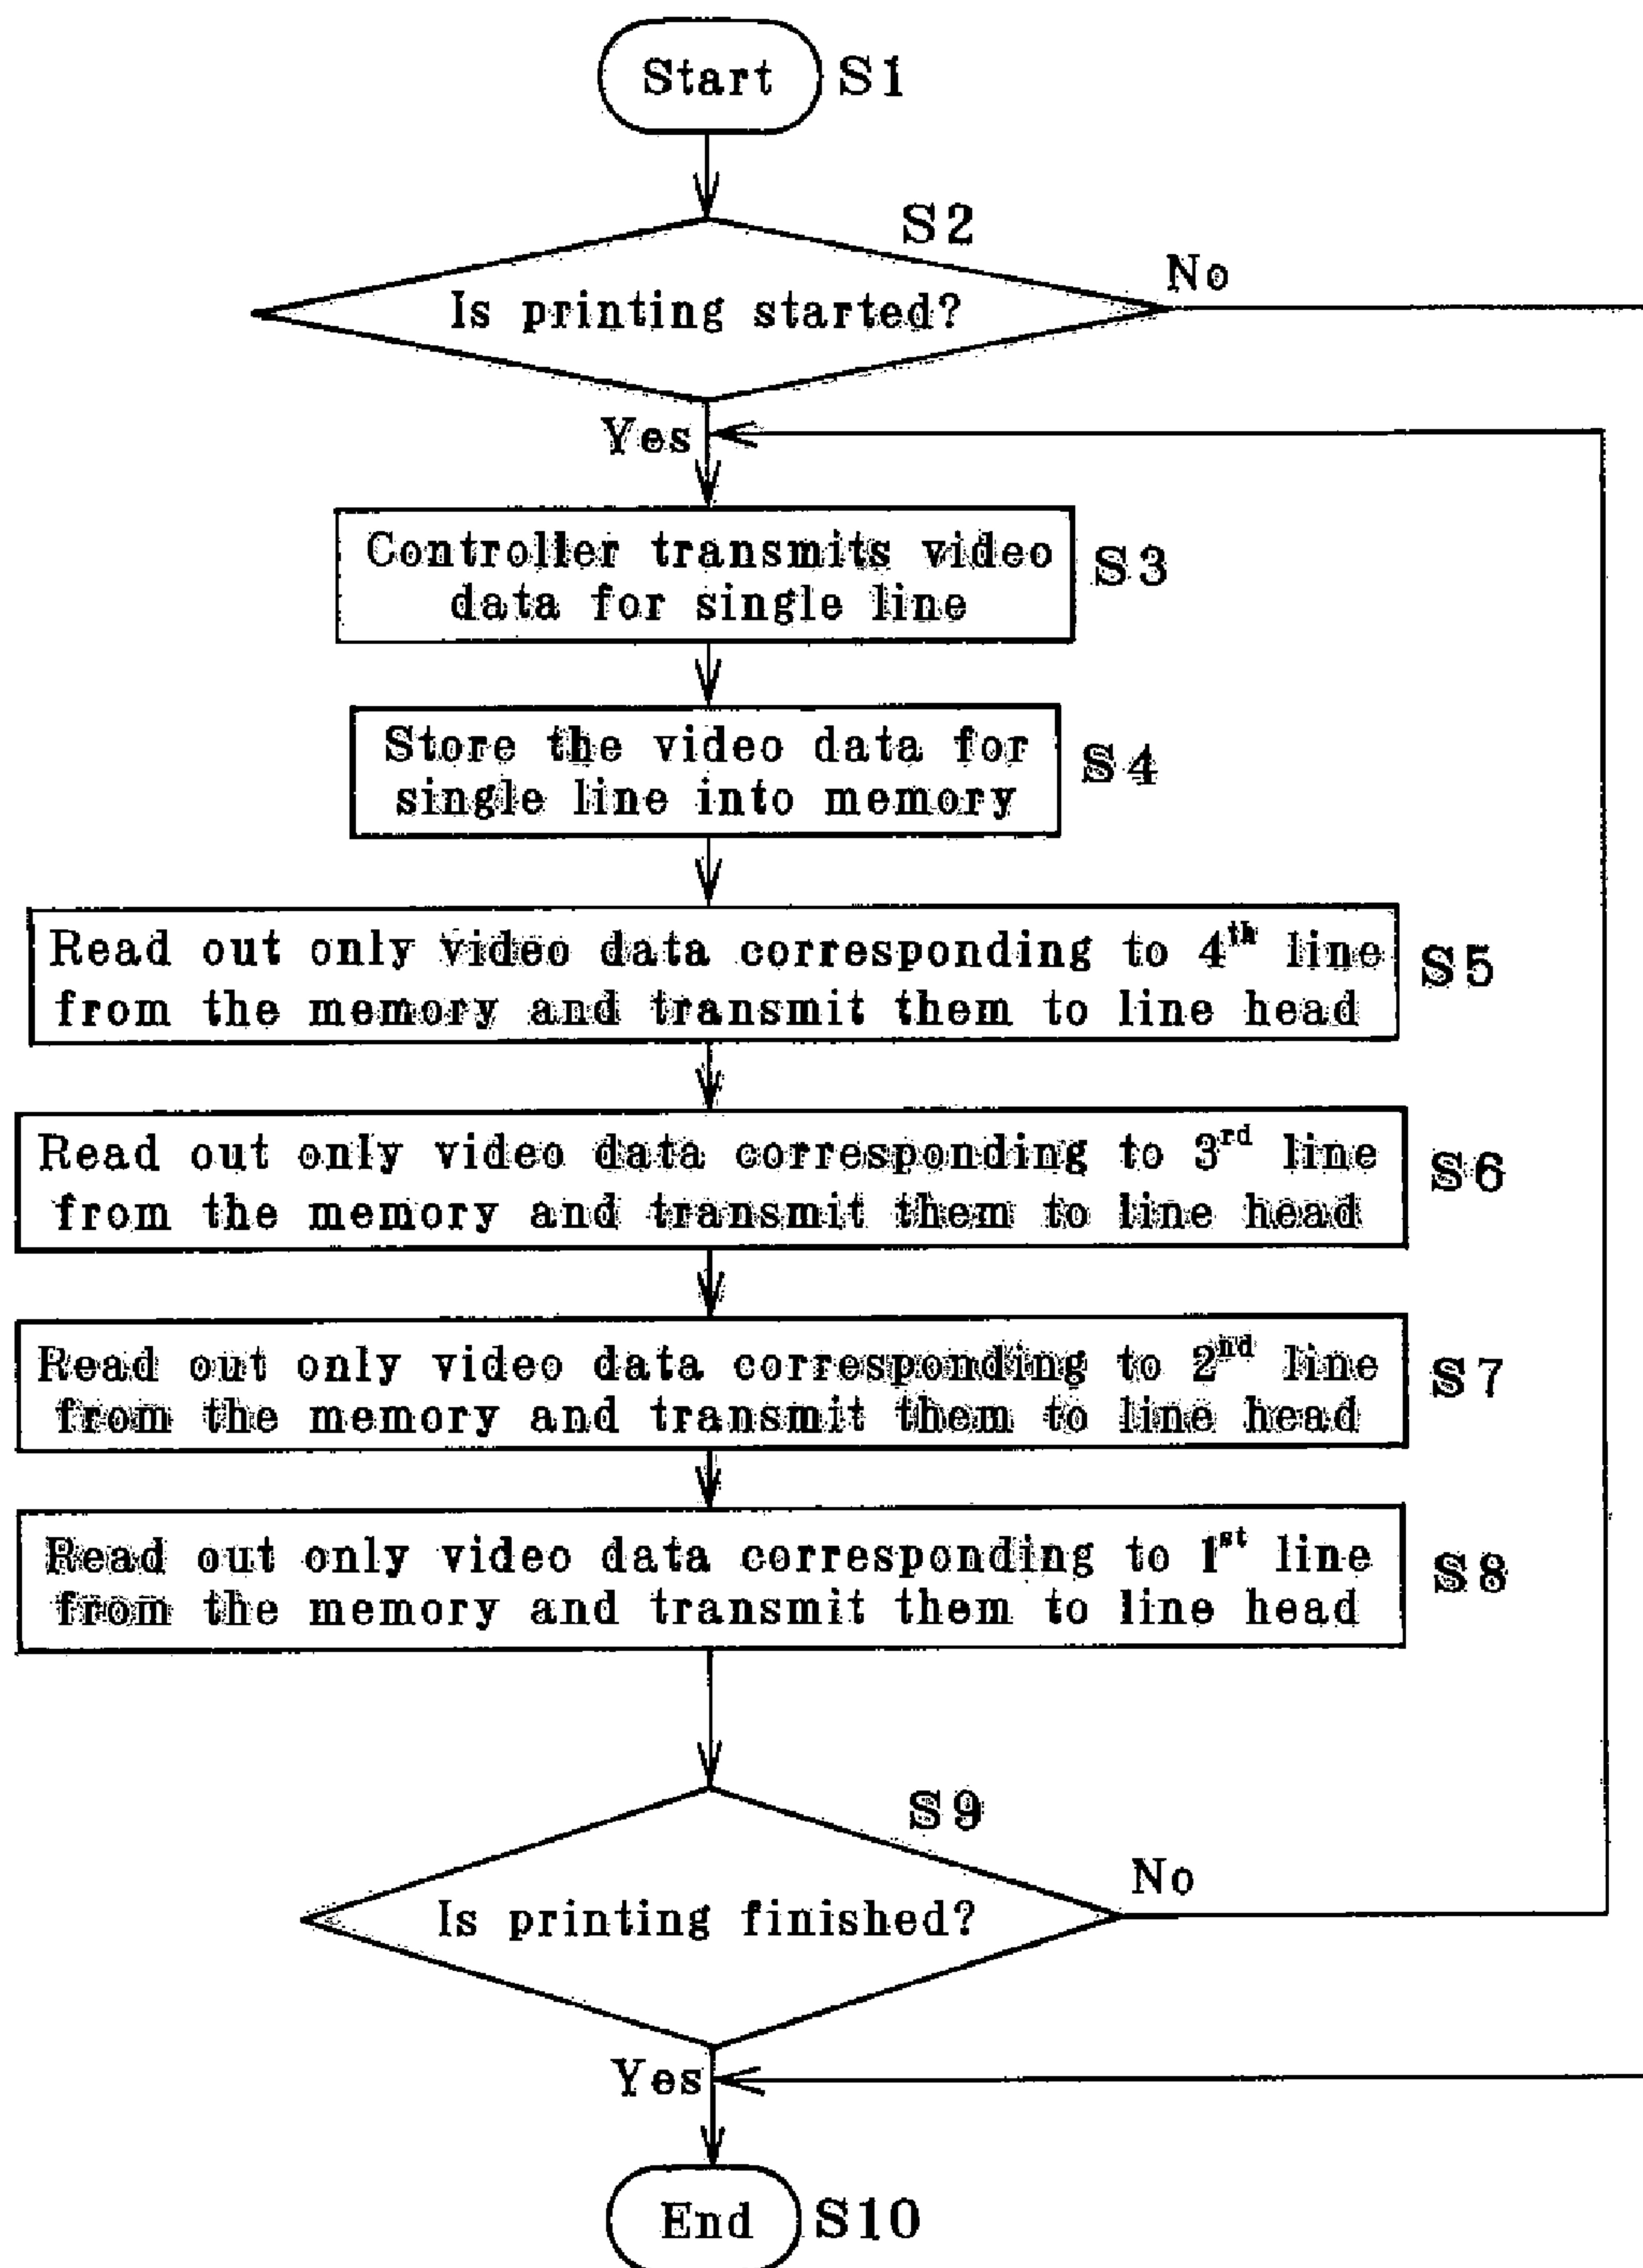 Start S1
S2
No
Is printing started?
Yes
Controller transmits video
data for single line
S3
Store the video data for
single line into memory
S4
Read out only video data corresponding to 4th line
from the memory and transmit them to line head
S5
Read out only video data corresponding to 3rd line
from the memory and transmit them to line head
S6
Read out only video data corresponding to 2nd line
from the memory and transmit them to line head
S7
Read out only video data corresponding to 1st line
from the memory and transmit them to line head
S8
S9
No
Is printing finished?
Yes
End S10